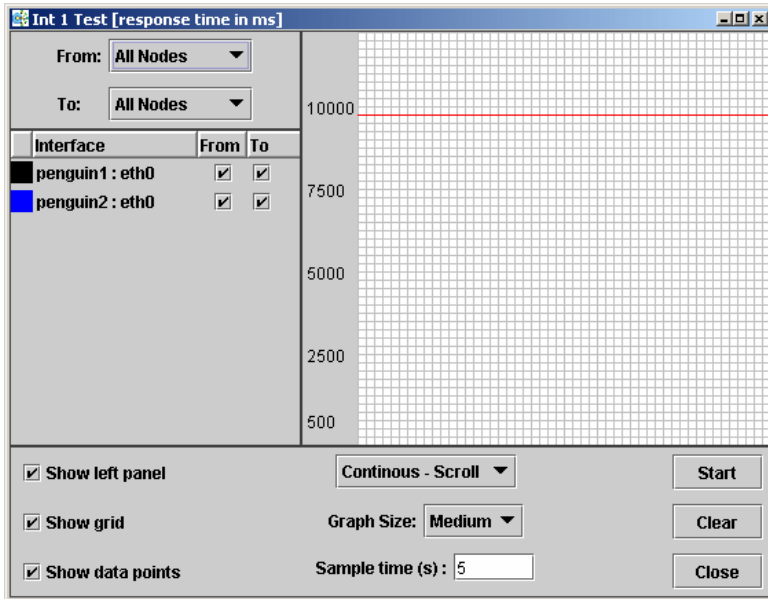 Int 1 Test [response time in ms]
From: All Nodes
To: All Nodes
Interface From To
penguin1 : eth0
penguin2 : eth0
10000
7500
5000
2500
500
Show left panel
Continous - Scroll
Start
Show grid
Graph Size: Medium
Clear
Show data points
Sample time (s) : 5
Close